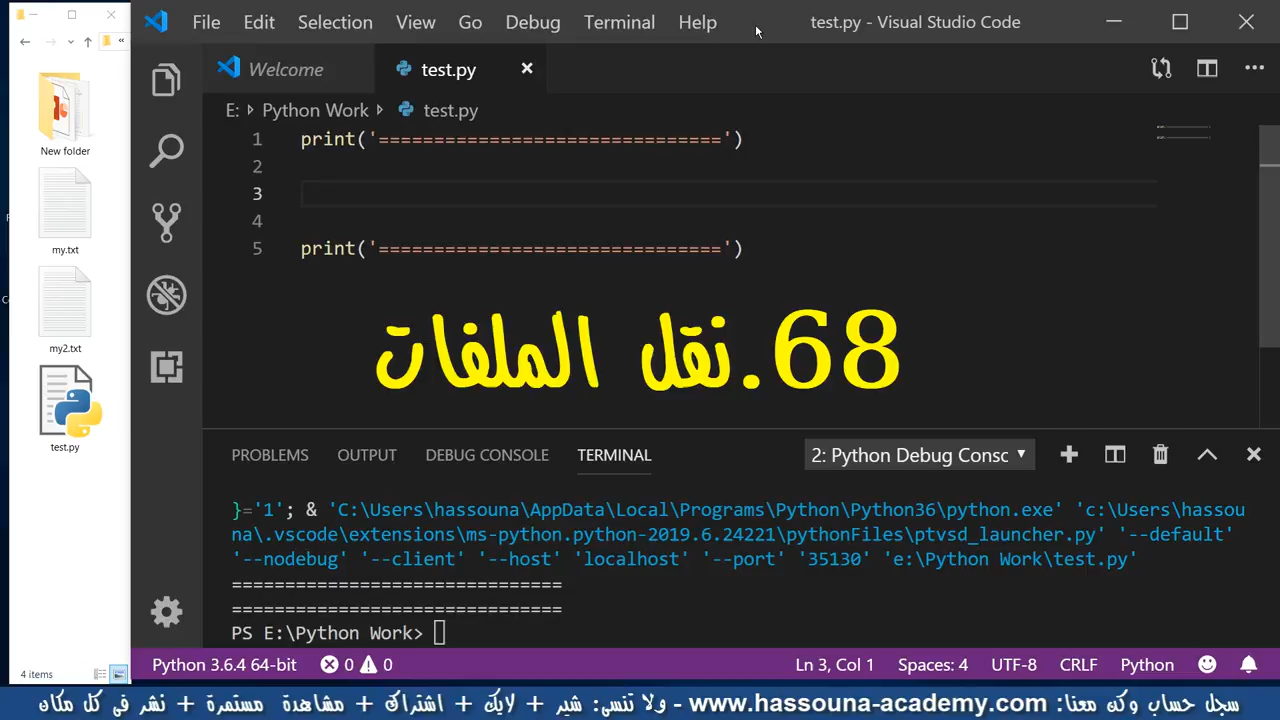 File Edit Selection View Go Debug Terminal Help test.py - Visual Studio Code
Welcome test.py
E: Python Work test.py
1 print('=============================')
2
3
4
5 print('=============================')
68.نقل الملفات
New folder
my.txt
my2.txt
test.py
4 items
PROBLEMS OUTPUT DEBUG CONSOLE TERMINAL 2: Python Debug Consc
}='1'; & 'C:\Users\hassouna\AppData\Local\Programs\Python\Python36\python.exe' 'c:\Users\hassou
na\.vscode\extensions\ms-python.python-2019.6.24221\pythonFiles\ptvsd_launcher.py' '--default'
'--nodebug' '--client' '--host' 'localhost' '--port' '35130' 'e:\Python Work\test.py'
=============================
=============================
PS E:\Python Work>
Python 3.6.4 64-bit 0 0 Ln 3, Col 1 Spaces: 4 UTF-8 CRLF Python
سجل حساب وكن معنا: www.hassouna-academy.com - ولا تنسى: شير + لايك + اشتراك + مشاهدة مستمرة + نشر فى كل مكان